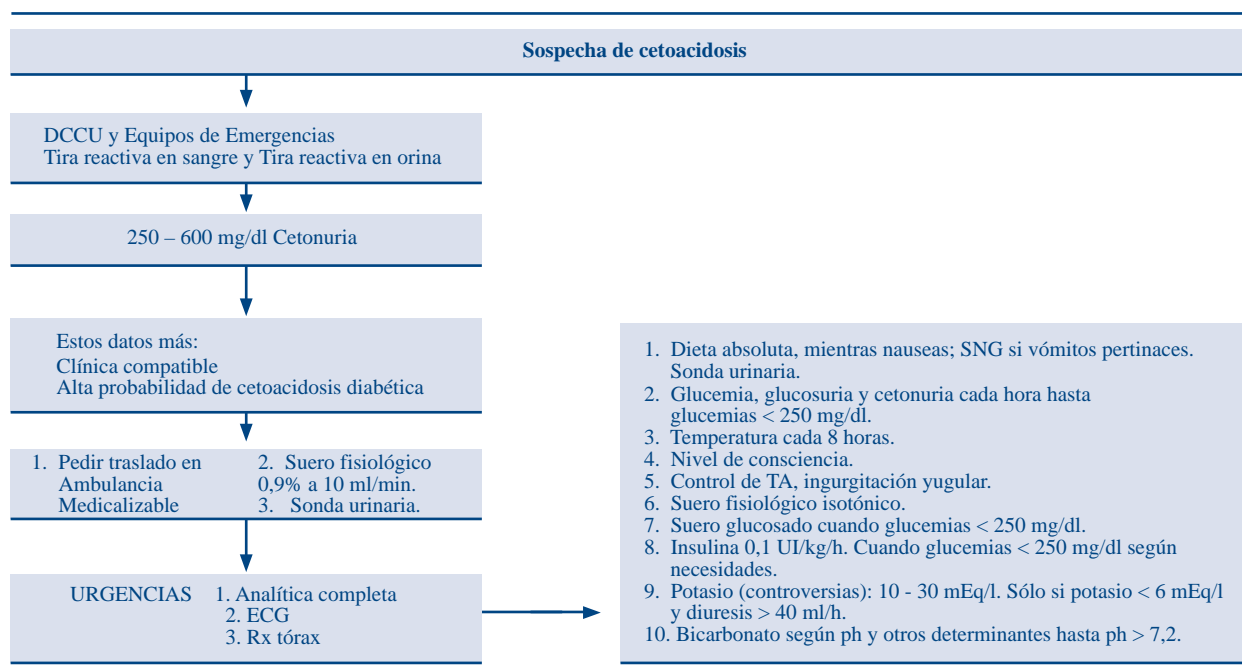 Sospecha de cetoacidosis
DCCU y Equipos de Emergencias
Tira reactiva en sangre y Tira reactiva en orina
250 – 600 mg/dl Cetonuria
Estos datos más:
Clínica compatible
Alta probabilidad de cetoacidosis diabética
1. Pedir traslado en
Ambulancia
Medicalizable
2. Suero fisiológico
0,9% a 10 ml/min.
3. Sonda urinaria.
URGENCIAS 1. Analítica completa
2. ECG
3. Rx tórax
1. Dieta absoluta, mientras nauseas; SNG si vómitos pertinaces.
Sonda urinaria.
2. Glucemia, glucosuria y cetonuria cada hora hasta
glucemias < 250 mg/dl.
3. Temperatura cada 8 horas.
4. Nivel de consciencia.
5. Control de TA, ingurgitación yugular.
6. Suero fisiológico isotónico.
7. Suero glucosado cuando glucemias < 250 mg/dl.
8. Insulina 0,1 UI/kg/h. Cuando glucemias < 250 mg/dl según
necesidades.
9. Potasio (controversias): 10 - 30 mEq/l. Sólo si potasio < 6 mEq/l
y diuresis > 40 ml/h.
10. Bicarbonato según ph y otros determinantes hasta ph > 7,2.